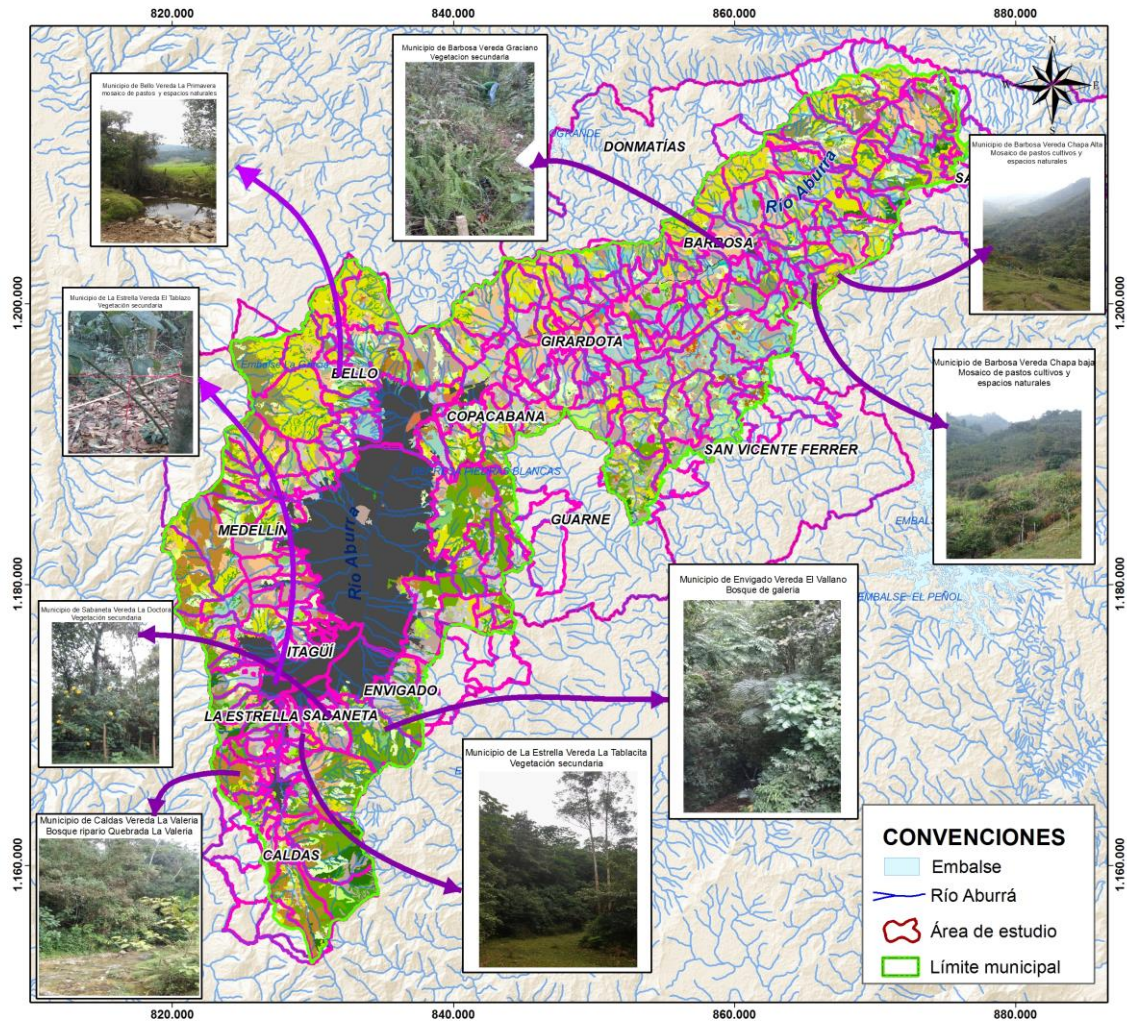 820.000
840.000
860.000
880.000
Municipio de Bello Vereda La Primavera
mosaico de pastos y espacios naturales
Municipio de Barbosa Vereda Graciano
Vegetacion secundaria
N
E
S
Municipio de Barbosa Vereda Chapa Alta
Mosaico de pastos cultivos y
espacios naturales
DONMATÍAS
Río Aburra
BARBOSA
1.200.000
1.200.000
Municipio de La Estrella Vereda El Tablazo
Vegetación secundaria
GIRARDOTA
BELLO
COPACABANA
Municipio de Barbosa Vereda Chapa baja
Mosaico de pastos cultivos y
espacios naturales
SAN VICENTE FERRER
PIEDRAS BLANCAS
GUARNE
MEDELLÍN
Río Aburra
1.180.000
1.180.000
EMBALSE EL PEÑOL
Municipio de Sabaneta Vereda La Doctora
Vegetación secundaria
Municipio de Envigado Vereda El Vallano
Bosque de galeria
ITAGÜÍ
ENVIGADO
LA ESTRELLA
SABANETA
Municipio de La Estrella Vereda La Tablacita
Vegetación secundaria
Municipio de Caldas Vereda La Valeria
Bosque ripario Quebrada La Valeria
CALDAS
1.160.000
1.160.000
CONVENCIONES
Embalse
Río Aburrá
Área de estudio
Límite municipal
820.000
840.000
860.000
880.000